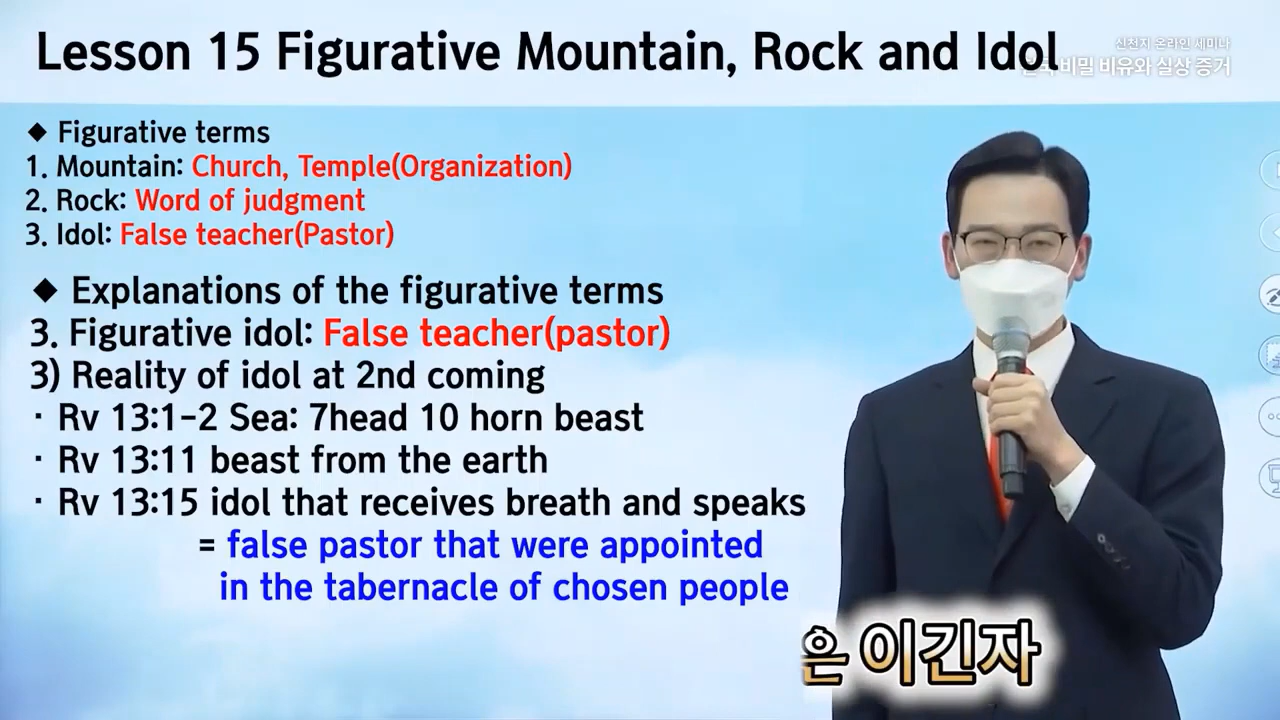 Lesson 15 Figurative Mountain, Rock and Idol
신천지 온라인 세미나
비밀 비유와 실상 증거
◆ Figurative terms
1. Mountain: Church, Temple(Organization)
2. Rock: Word of judgment
3. Idol: False teacher(Pastor)
◆ Explanations of the figurative terms
3. Figurative idol: False teacher(pastor)
3) Reality of idol at 2nd coming
· Rv 13:1-2 Sea: 7head 10 horn beast
· Rv 13:11 beast from the earth
· Rv 13:15 idol that receives breath and speaks
= false pastor that were appointed
in the tabernacle of chosen people
은 이긴자